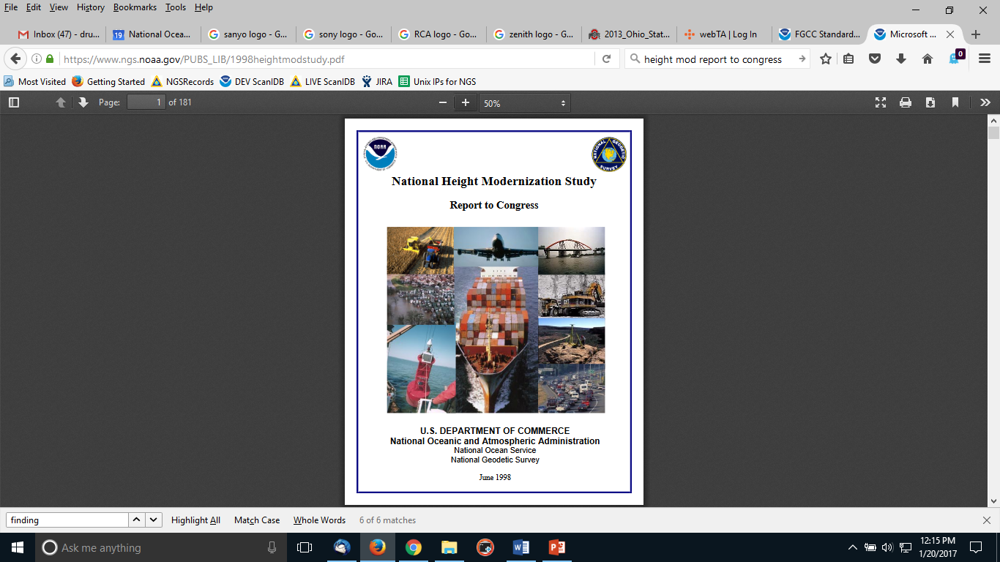 File Edit View History Bookmarks Tools Help
Inbox (47) - dru... National Ocea... sanyo logo - G... sony logo - Go... RCA logo - Go... zenith logo - G... 2013_Ohio_Stat... webTA | Log In FGCC Standard... Microsoft ...
19
https://www.ngs.noaa.gov/PUBS_LIB/1998heightmodstudy.pdf height mod report to congress 0
Most Visited Getting Started NGSRecords DEV ScanIDB LIVE ScanIDB JIRA Unix IPs for NGS
Page: 1 of 181 50%
NOAA
NATIONAL GEODETIC SURVEY
National Height Modernization Study
Report to Congress
U.S. DEPARTMENT OF COMMERCE
National Oceanic and Atmospheric Administration
National Ocean Service
National Geodetic Survey
June 1998
finding Highlight All Match Case Whole Words 6 of 6 matches
Ask me anything
12:15 PM
1/20/2017